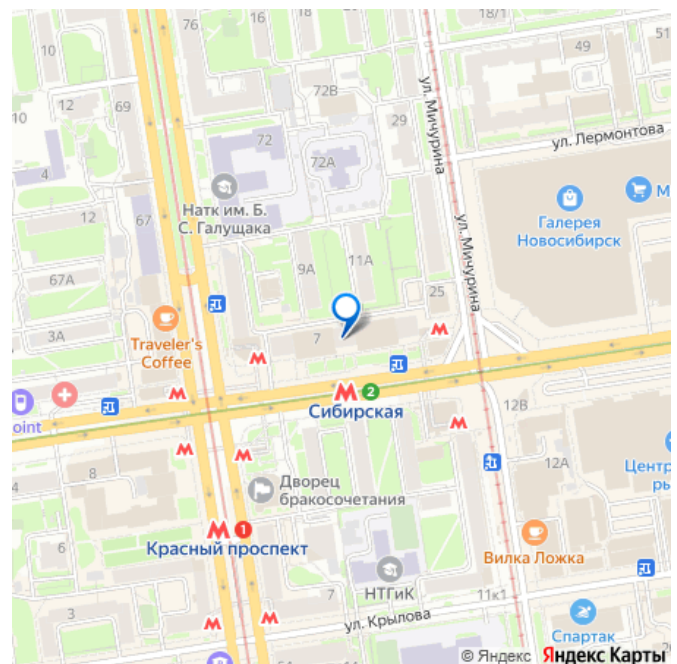 10
76
18/1
49
51
72В
10
12
69
29
ул. Мичурина
ул. Лермонтова
4
72
72А
Натк им. Б.
С. Галущака
М
12
67
Галерея
Новосибирск
ул. Мичурина
67А
9А
11А
25
3А
Traveler's
Coffee
7
М
М
М
М
2
Сибирская
oint
12В
М
М
М
8
12А
Центр
ры
Дворец
бракосочетания
М
1
Красный проспект
6
Вилка Ложка
НТГиК
3
7
11к1
ул. Крылова
М
М
Спартак
14
© Яндекс Яндекс Карты